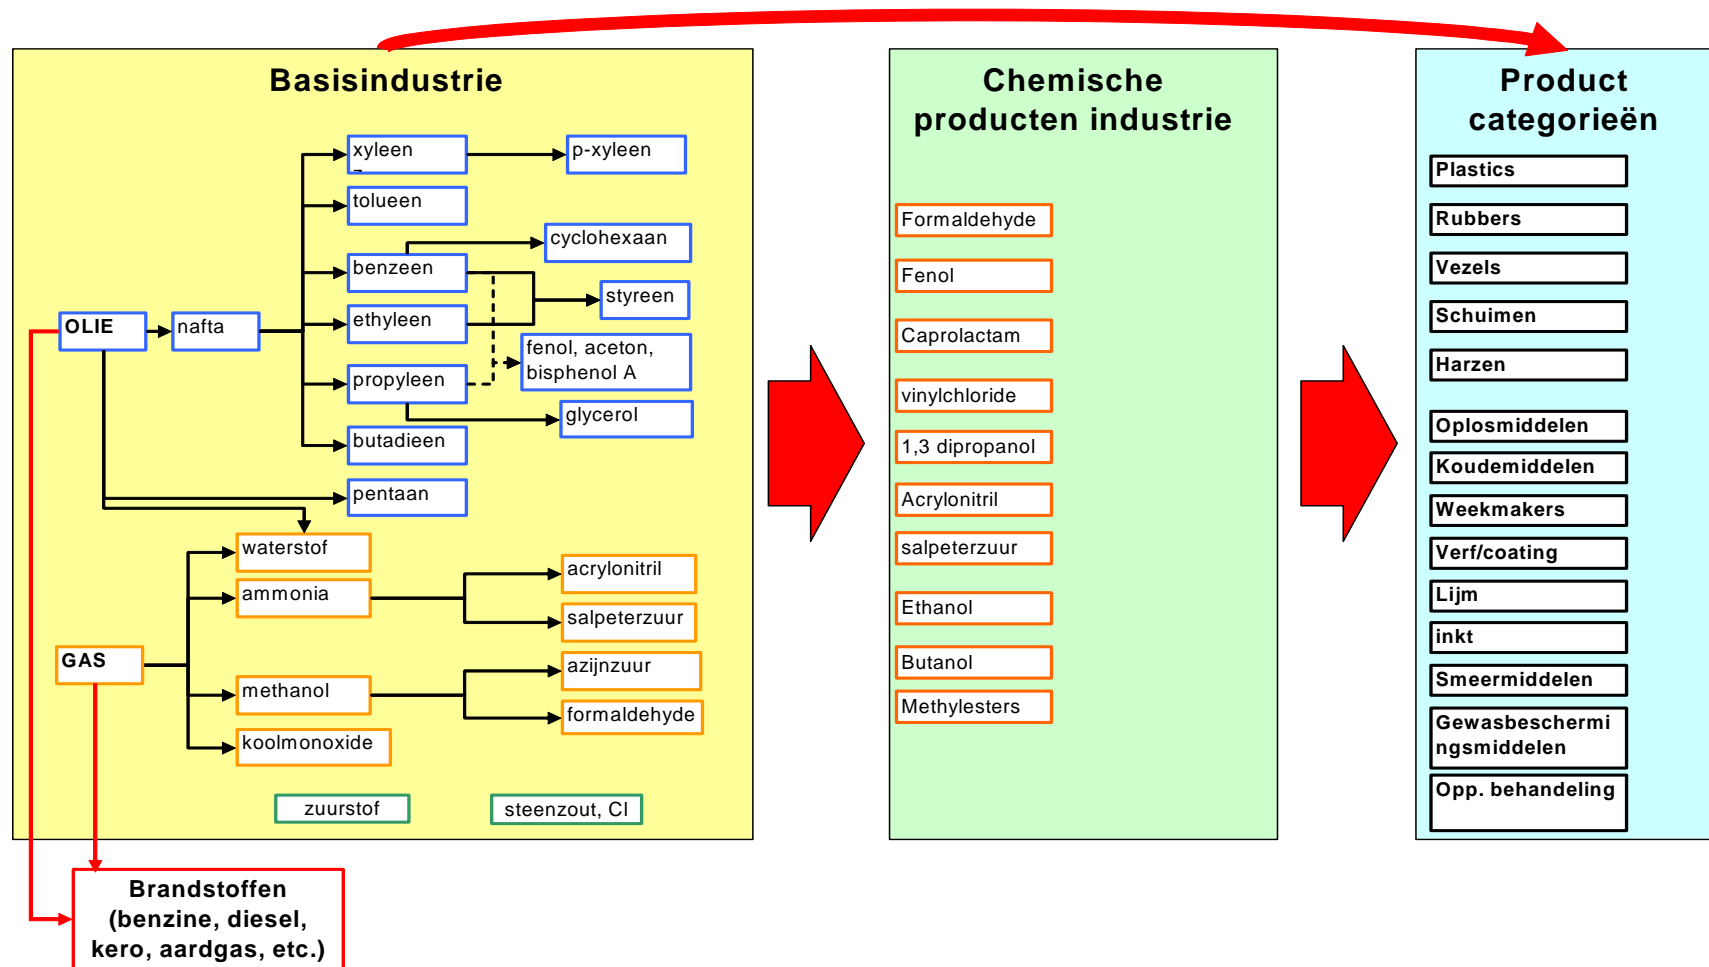 Basisindustrie
xyleen
p-xyleen
tolueen
cyclohexaan
benzeen
styreen
OLIE
nafta
ethyleen
fenol, aceton,
bisphenol A
propyleen
glycerol
butadieen
pentaan
waterstof
acrylonitril
ammonia
salpeterzuur
GAS
azijnzuur
methanol
formaldehyde
koolmonoxide
zuurstof
steenzout, Cl
Brandstoffen
(benzine, diesel,
kero, aardgas, etc.)
Chemische
producten industrie
Formaldehyde
Fenol
Caprolactam
vinylchloride
1,3 dipropanol
Acrylonitril
salpeterzuur
Ethanol
Butanol
Methylesters
Product
categorieën
Plastics
Rubbers
Vezels
Schuimen
Harzen
Oplosmiddelen
Koudemiddelen
Weekmakers
Verf/coating
Lijm
inkt
Smeermiddelen
Gewasbeschermi
ngsmiddelen
Opp. behandeling